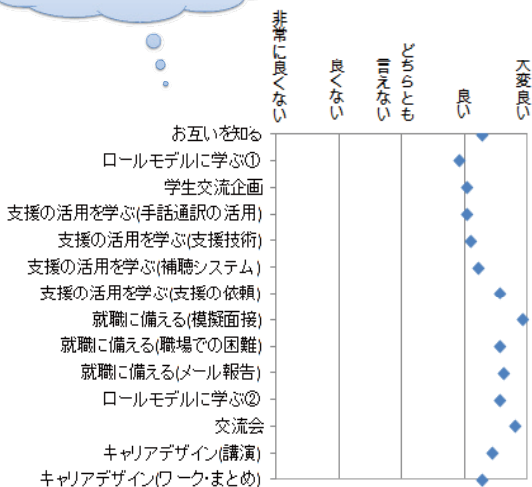 非常に良くない
良くない
どちらとも
言えない
良い
大変良い
お互いを知る
ロールモデルに学ぶ①
学生交流企画
支援の活用を学ぶ(手話通訳の活用)
支援の活用を学ぶ(支援技術)
支援の活用を学ぶ(補聴システム)
支援の活用を学ぶ(支援の依頼)
就職に備える(模擬面接)
就職に備える(職場での困難)
就職に備える(メール報告)
ロールモデルに学ぶ②
交流会
キャリアデザイン(講演)
キャリアデザイン(ワーク・まとめ)